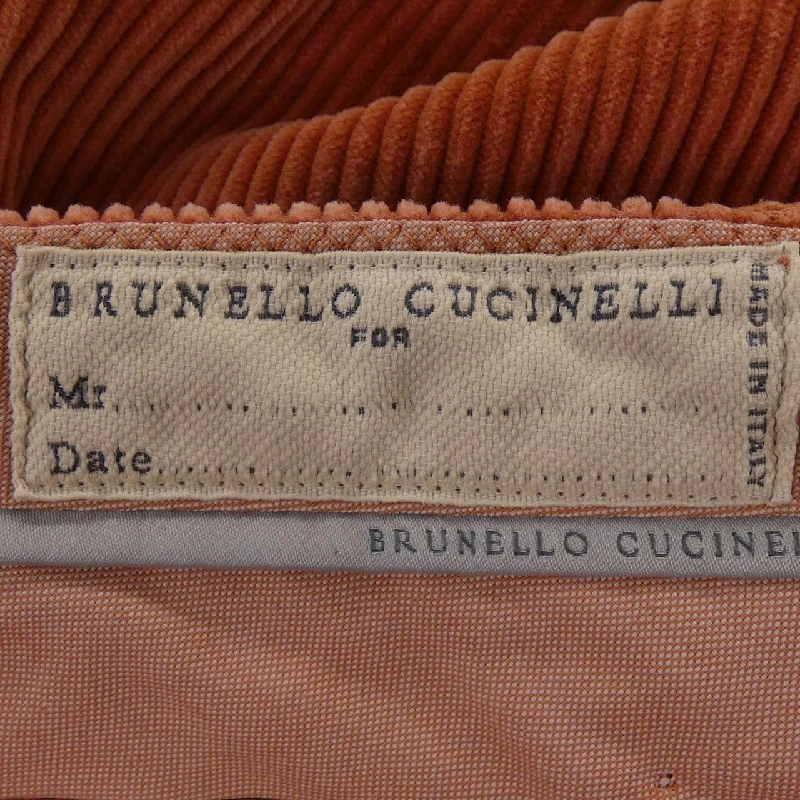 BRUNELLO CUCINELLI
FOR
Mr.
Date
MADE IN ITALY
BRUNELLO CUCINEL